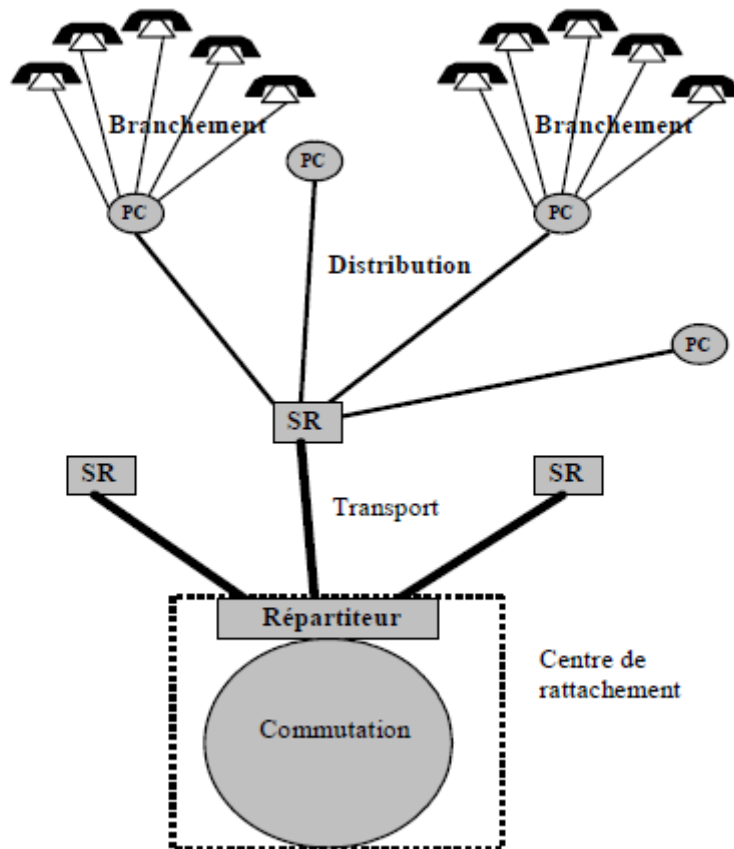 Branchement
Branchement
PC
PC
PC
Distribution
PC
SR
SR
SR
Transport
Répartiteur
Centre de
rattachement
Commutation